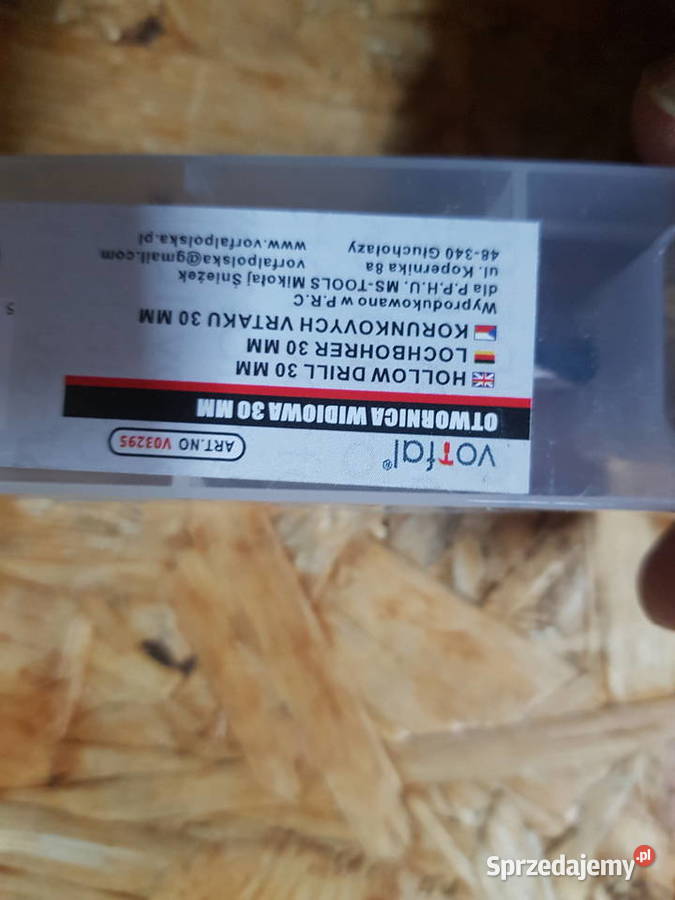 vorfal®
ART.NO V03295
OTWORNICA WIDIOWA 30 MM
HOLLOW DRILL 30 MM
LOCHBOHRER 30 MM
KORUNKOVYCH VRTAKU 30 MM
Wyprodukowano w P.R.C
dla P.P.H.U. MS-TOOLS Mikołaj Śnieżek
ul. Kopernika 8a vorfalpolska@gmail.com
48-340 Głuchołazy www.vorfalpolska.pl
5
Sprzedajemy.pl